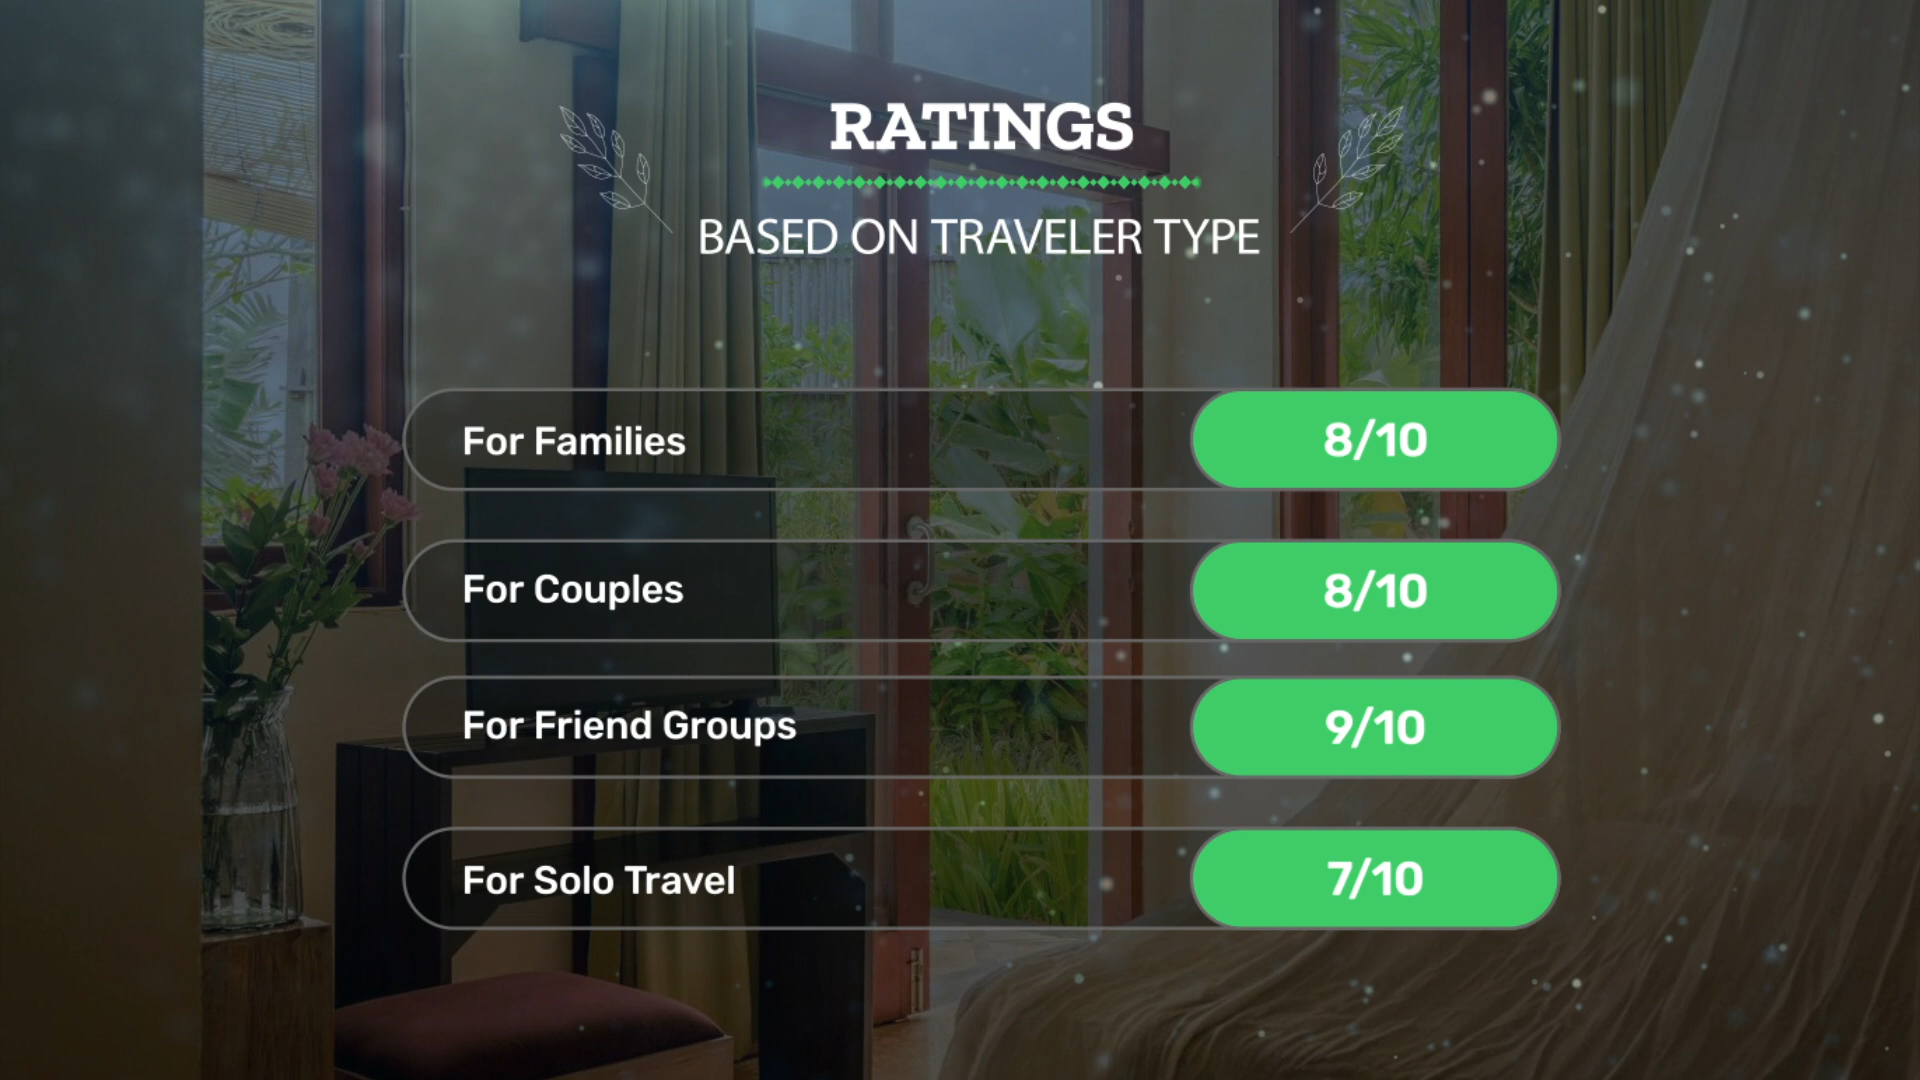 RATINGS
BASED ON TRAVELER TYPE
For Families
8/10
For Couples
8/10
For Friend Groups
9/10
For Solo Travel
7/10